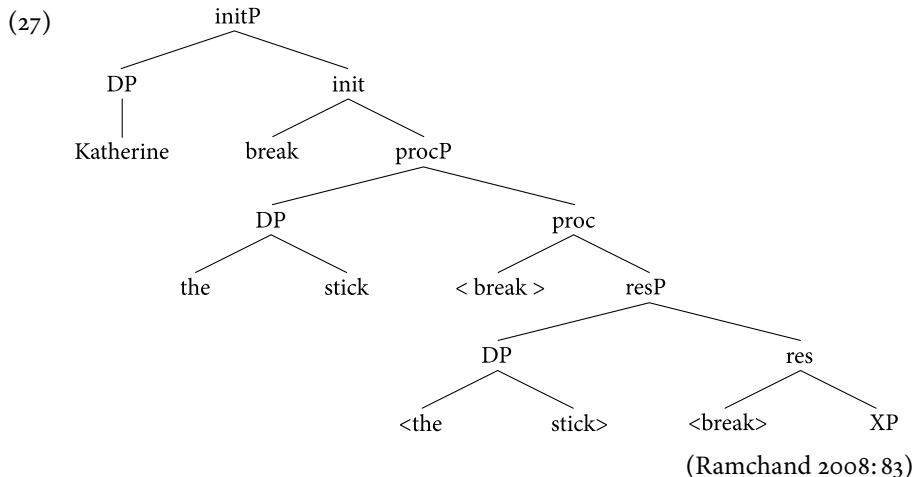 (27) initP
DP init
Katherine break procP
DP proc
the stick < break > resP
DP res
<the stick> <break> XP
(Ramchand 2008: 83)